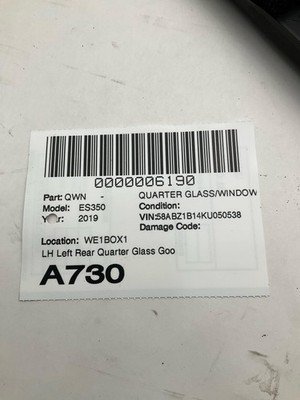 0000006190
Part: QWN - QUARTER GLASS/WINDOW
Model: ES350 Condition:
Year: 2019 VIN:58ABZ1B14KU050538
Damage Code:
Location: WE1BOX1
LH Left Rear Quarter Glass Goo
A730